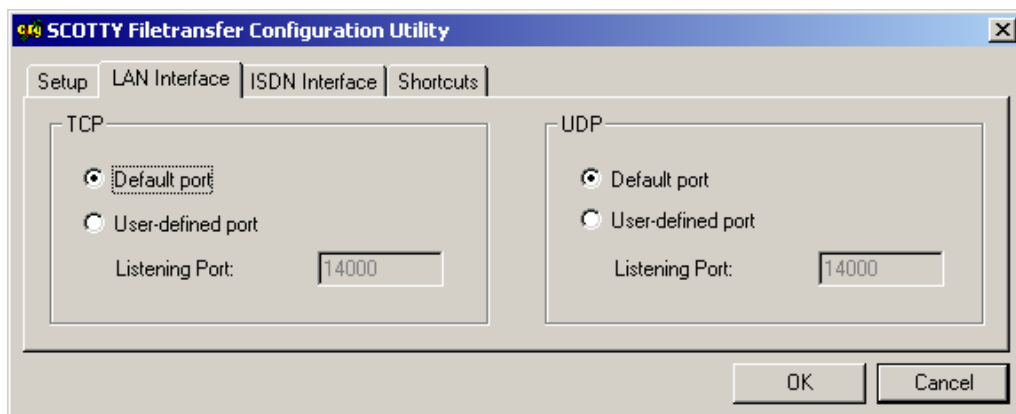 SCOTTY Filetransfer Configuration Utility
Setup
LAN Interface
ISDN Interface
Shortcuts
TCP
Default port
User-defined port
Listening Port:
14000
UDP
Default port
User-defined port
Listening Port:
14000
OK
Cancel